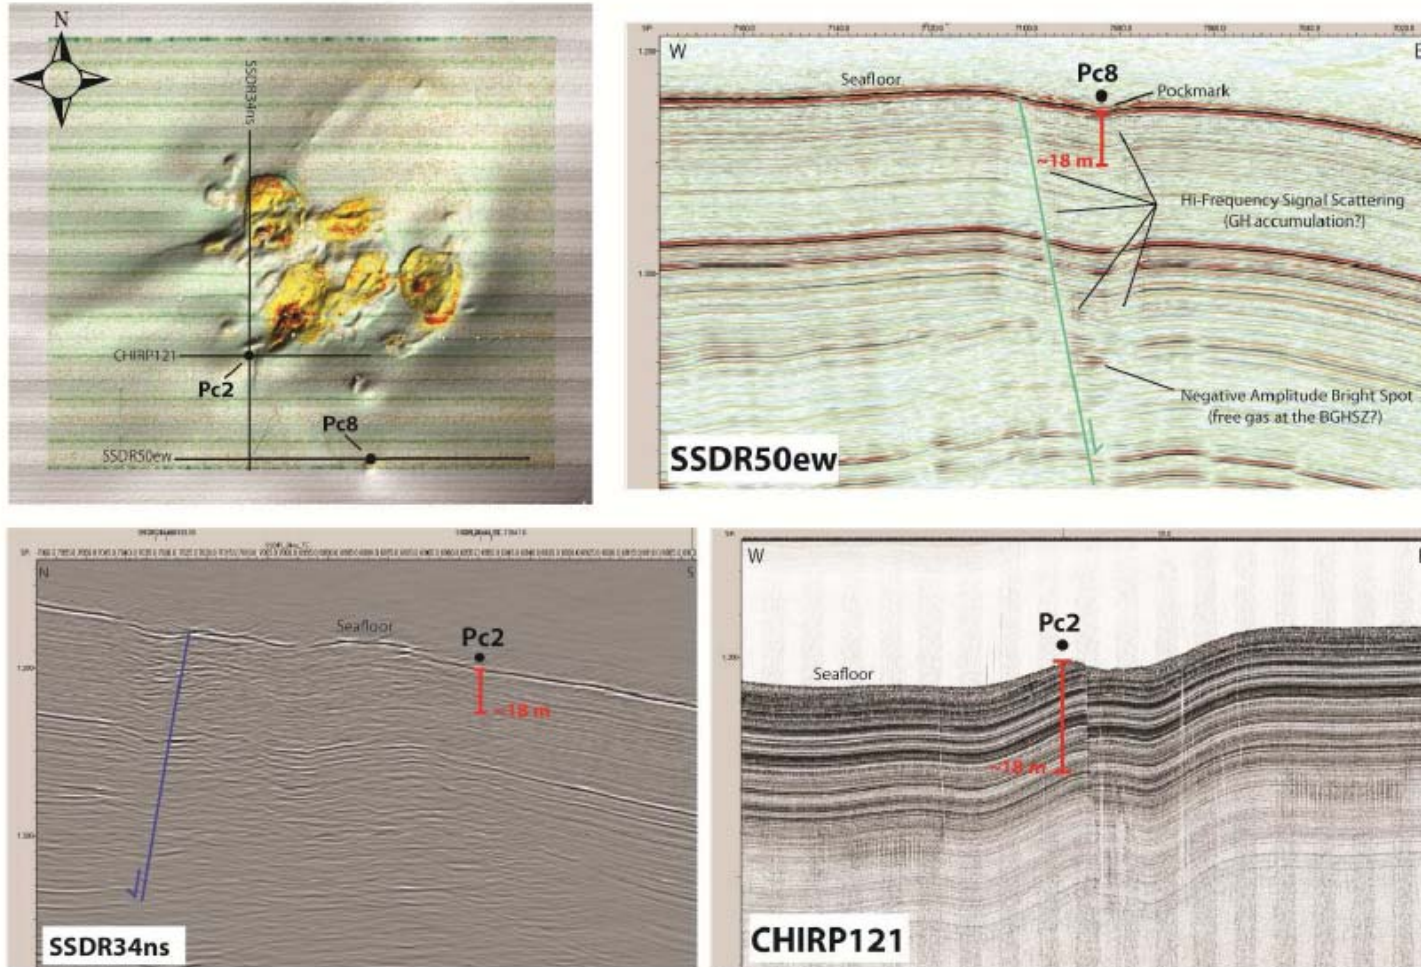 N
SSDR34ns
CHIRP121
Pc2
Pc8
SSDR50ew
W
Seafloor
Pc8
Pockmark
~18 m
Hi-Frequency Signal Scattering
(GH accumulation?)
Negative Amplitude Bright Spot
(free gas at the BGHSZ?)
SSDR50ew
N
S
Seafloor
Pc2
~18 m
SSDR34ns
W
Pc2
Seafloor
~18 m
CHIRP121